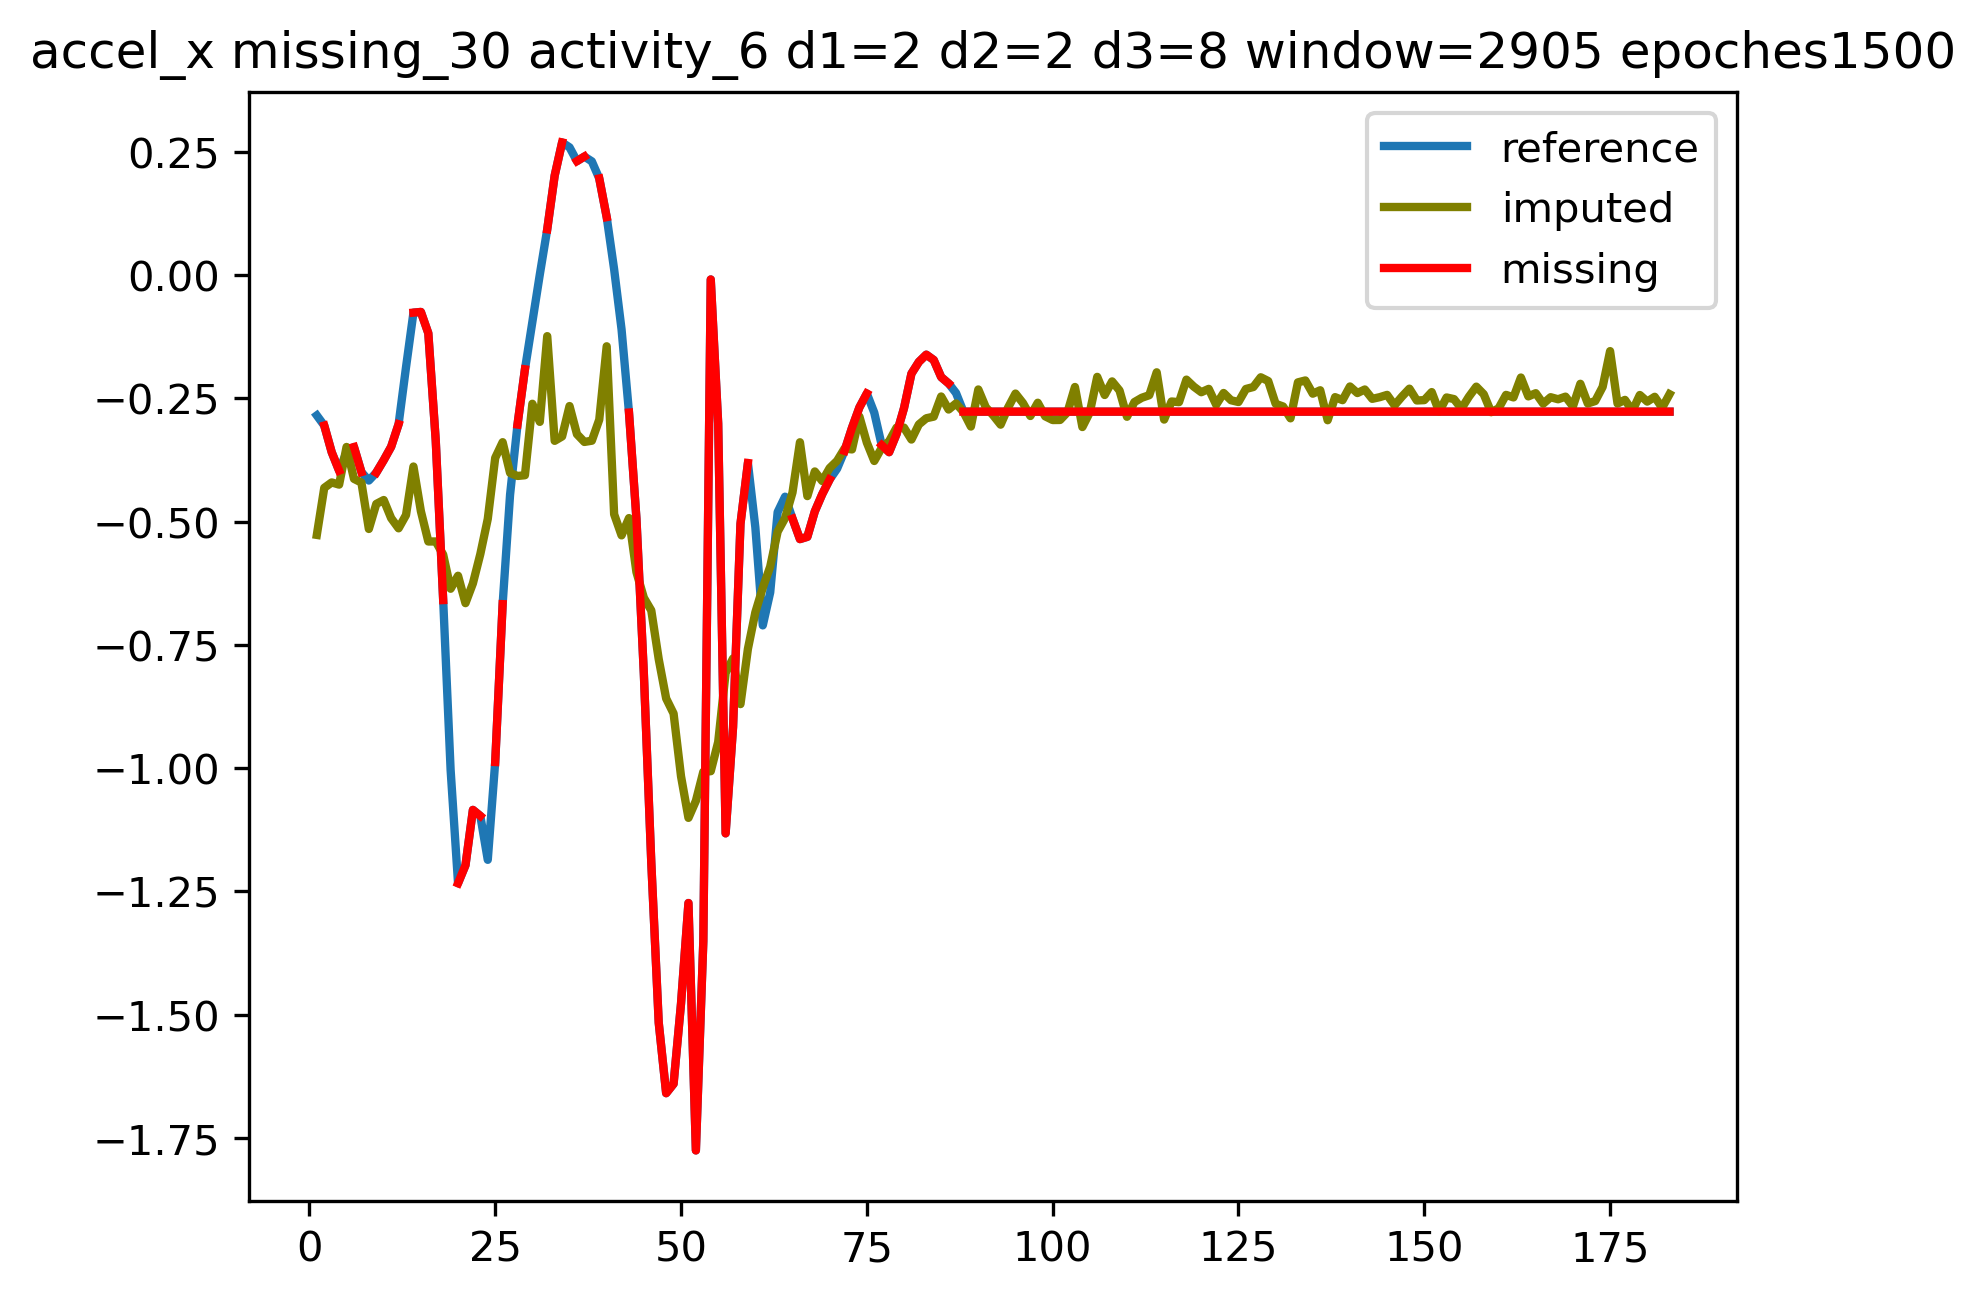 accel_x missing_30 activity_6 d1=2 d2=2 d3=8 window=2905 epoches1500
reference
imputed
missing
0.25
0.00
−0.25
−0.50
−0.75
−1.00
−1.25
−1.50
−1.75
0 25 50 75 100 125 150 175